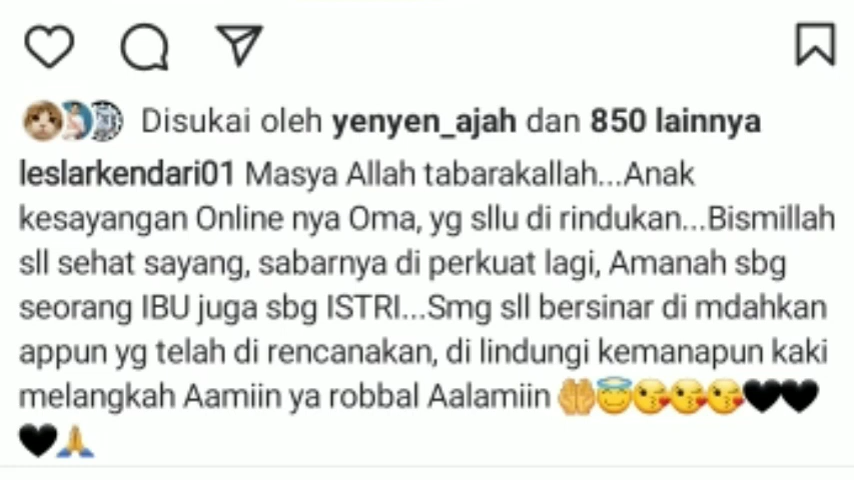 Disukai oleh yenyen_ajah dan 850 lainnya
leslarkendari01 Masya Allah tabarakallah...Anak
kesayangan Online nya Oma, yg sllu di rindukan...Bismillah
sll sehat sayang, sabarnya di perkuat lagi, Amanah sbg
seorang IBU juga sbg ISTRI...Smg sll bersinar di mdahkan
appun yg telah di rencanakan, di lindungi kemanapun kaki
melangkah Aamiin ya robbal Aalamiin 🤲😇😘😘😘🖤🖤
🖤🙏